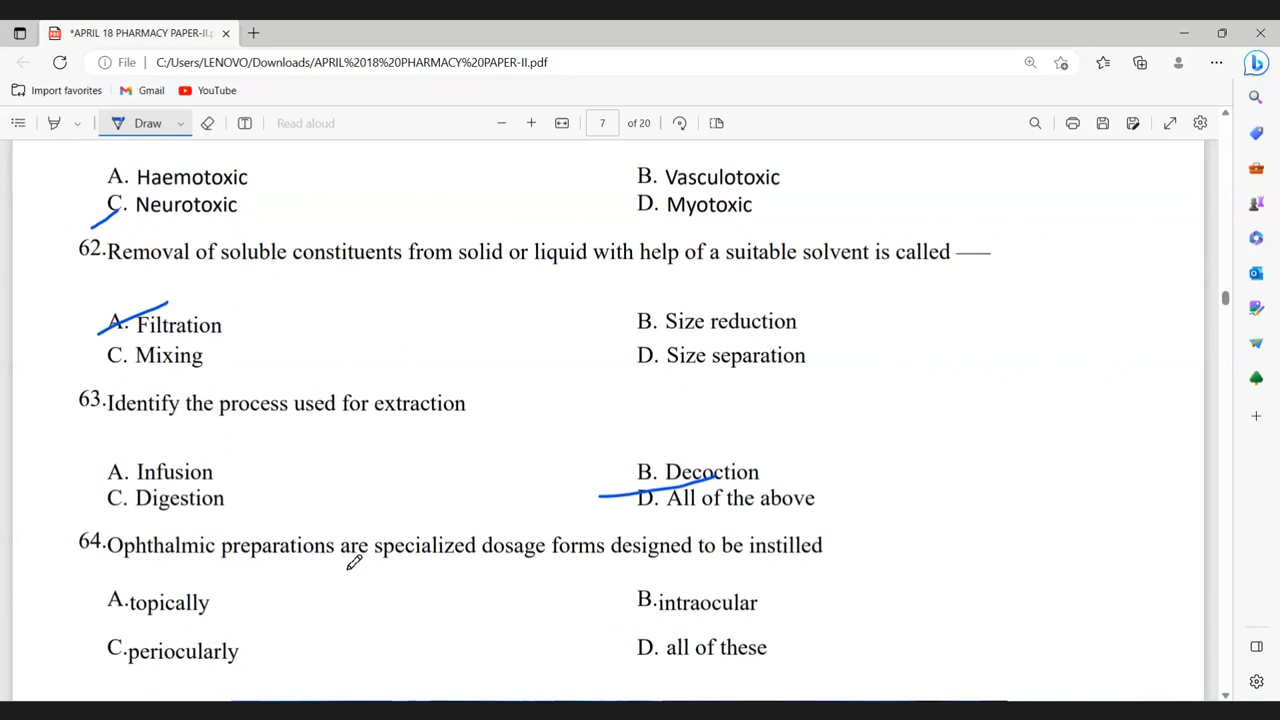 *APRIL 18 PHARMACY PAPER-II.p
File C:/Users/LENOVO/Downloads/APRIL%2018%20PHARMACY%20PAPER-II.pdf
Import favorites Gmail YouTube
Draw Read aloud 7 of 20
A. Haemotoxic B. Vasculotoxic
C. Neurotoxic D. Myotoxic
62. Removal of soluble constituents from solid or liquid with help of a suitable solvent is called ——
A. Filtration B. Size reduction
C. Mixing D. Size separation
63. Identify the process used for extraction
A. Infusion B. Decoction
C. Digestion D. All of the above
64. Ophthalmic preparations are specialized dosage forms designed to be instilled
A. topically B. intraocular
C. periocularly D. all of these